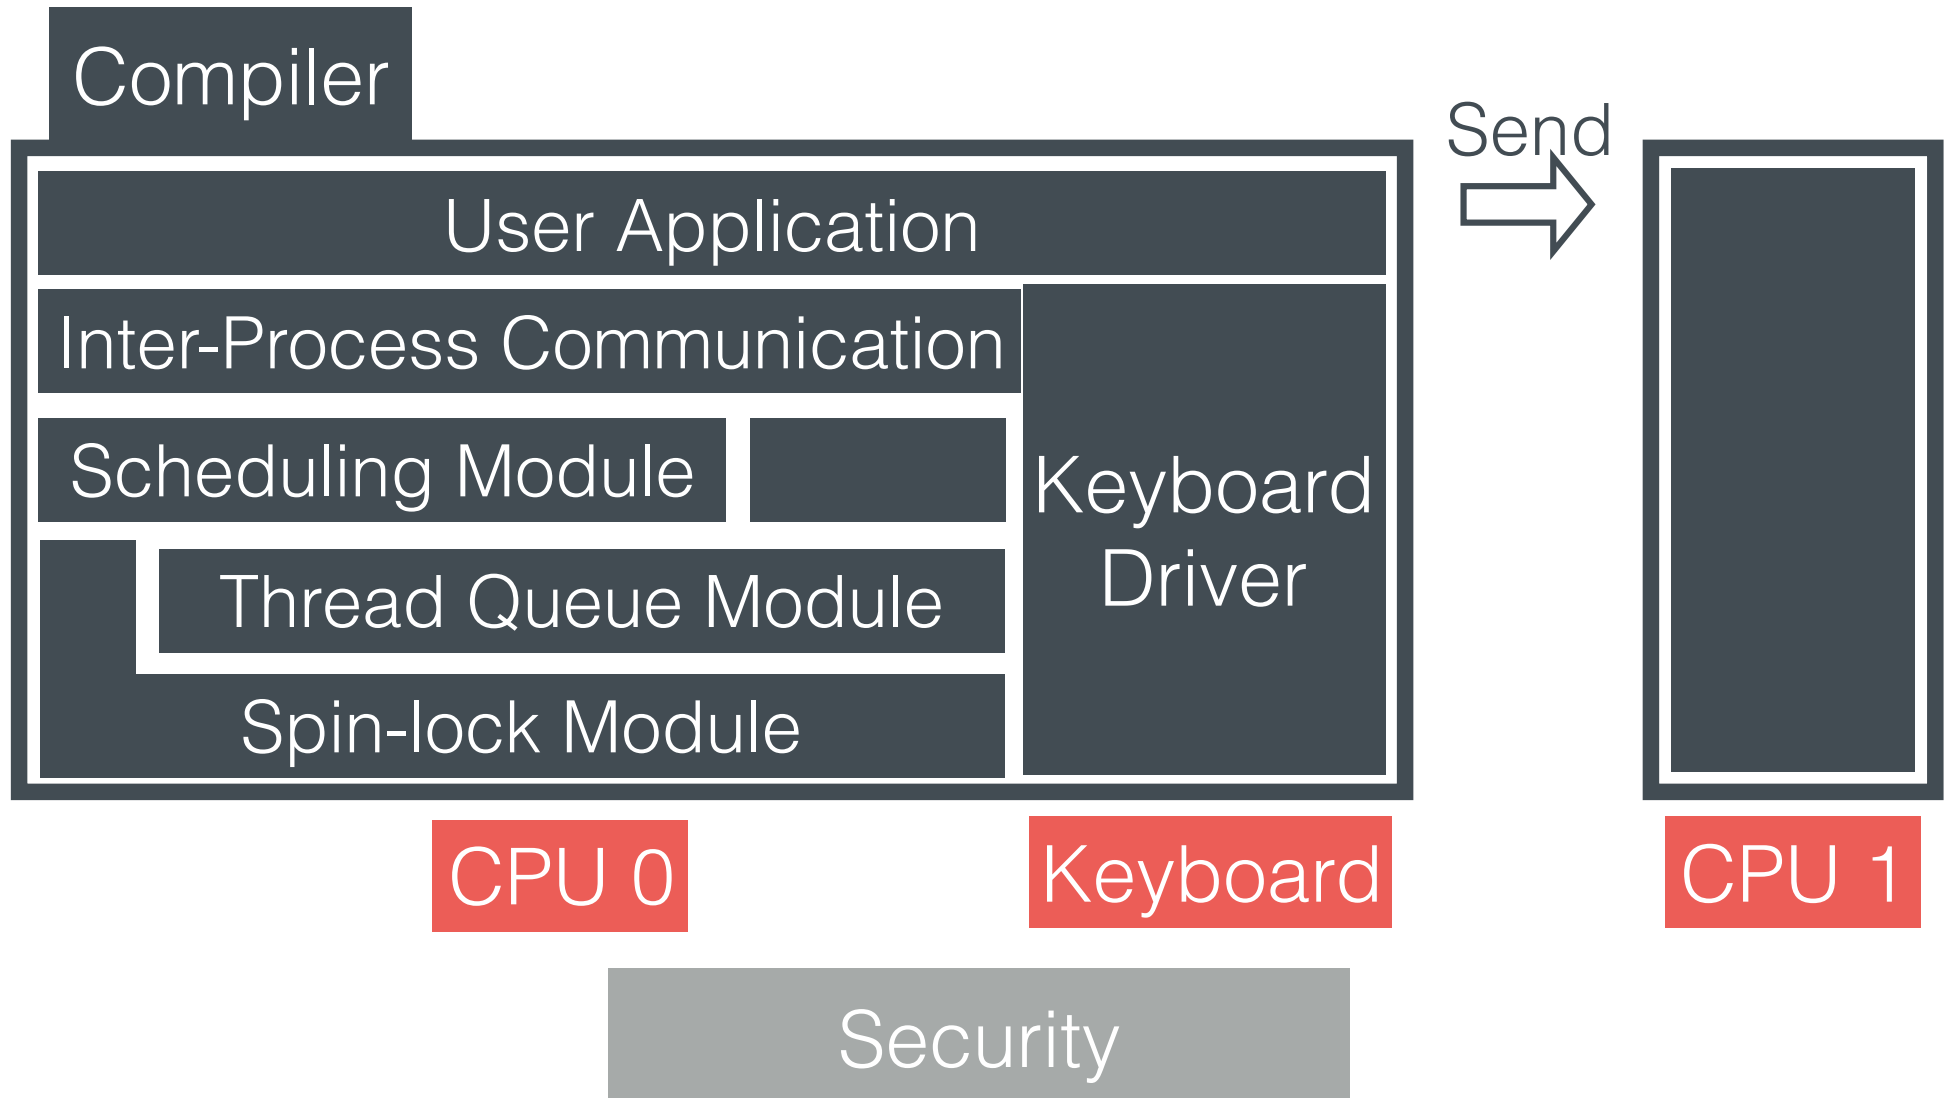 Compiler
Send
User Application
Inter-Process Communication
Scheduling Module
Keyboard
Driver
Thread Queue Module
Spin-lock Module
CPU 0
Keyboard
CPU 1
Security